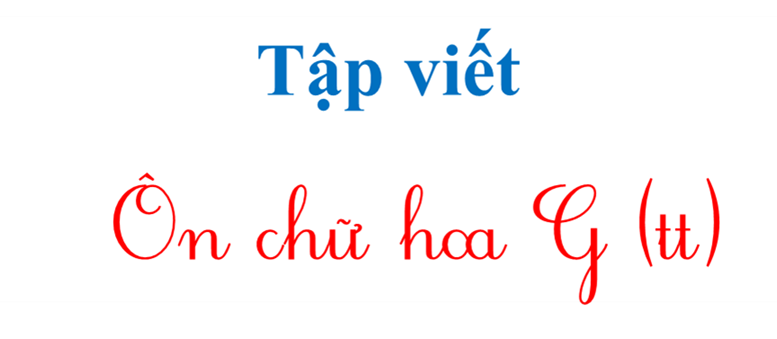 Tập viết
Ôn chữ hoa G (tt)